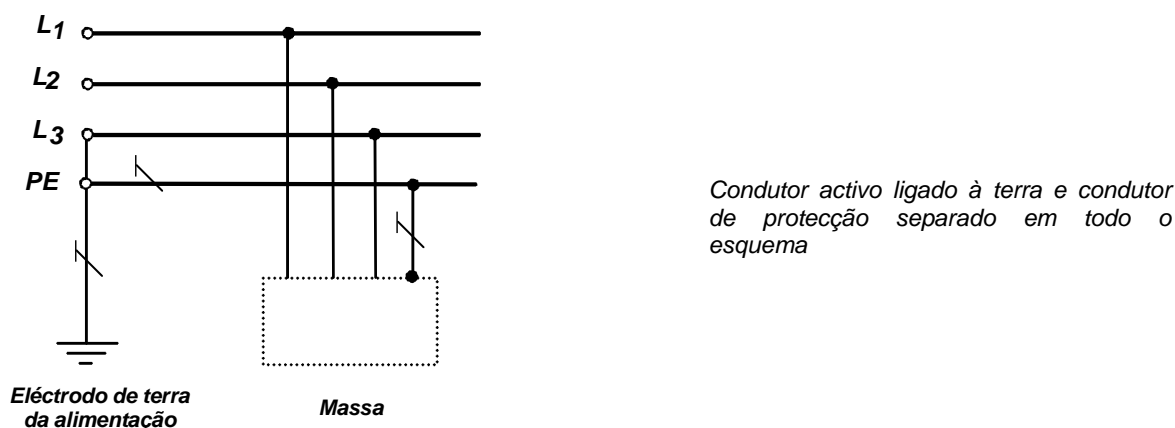 L1
L2
L3
PE
Condutor activo ligado à terra e condutor
de protecção separado em todo o
esquema
Eléctrodo de terra
da alimentação
Massa